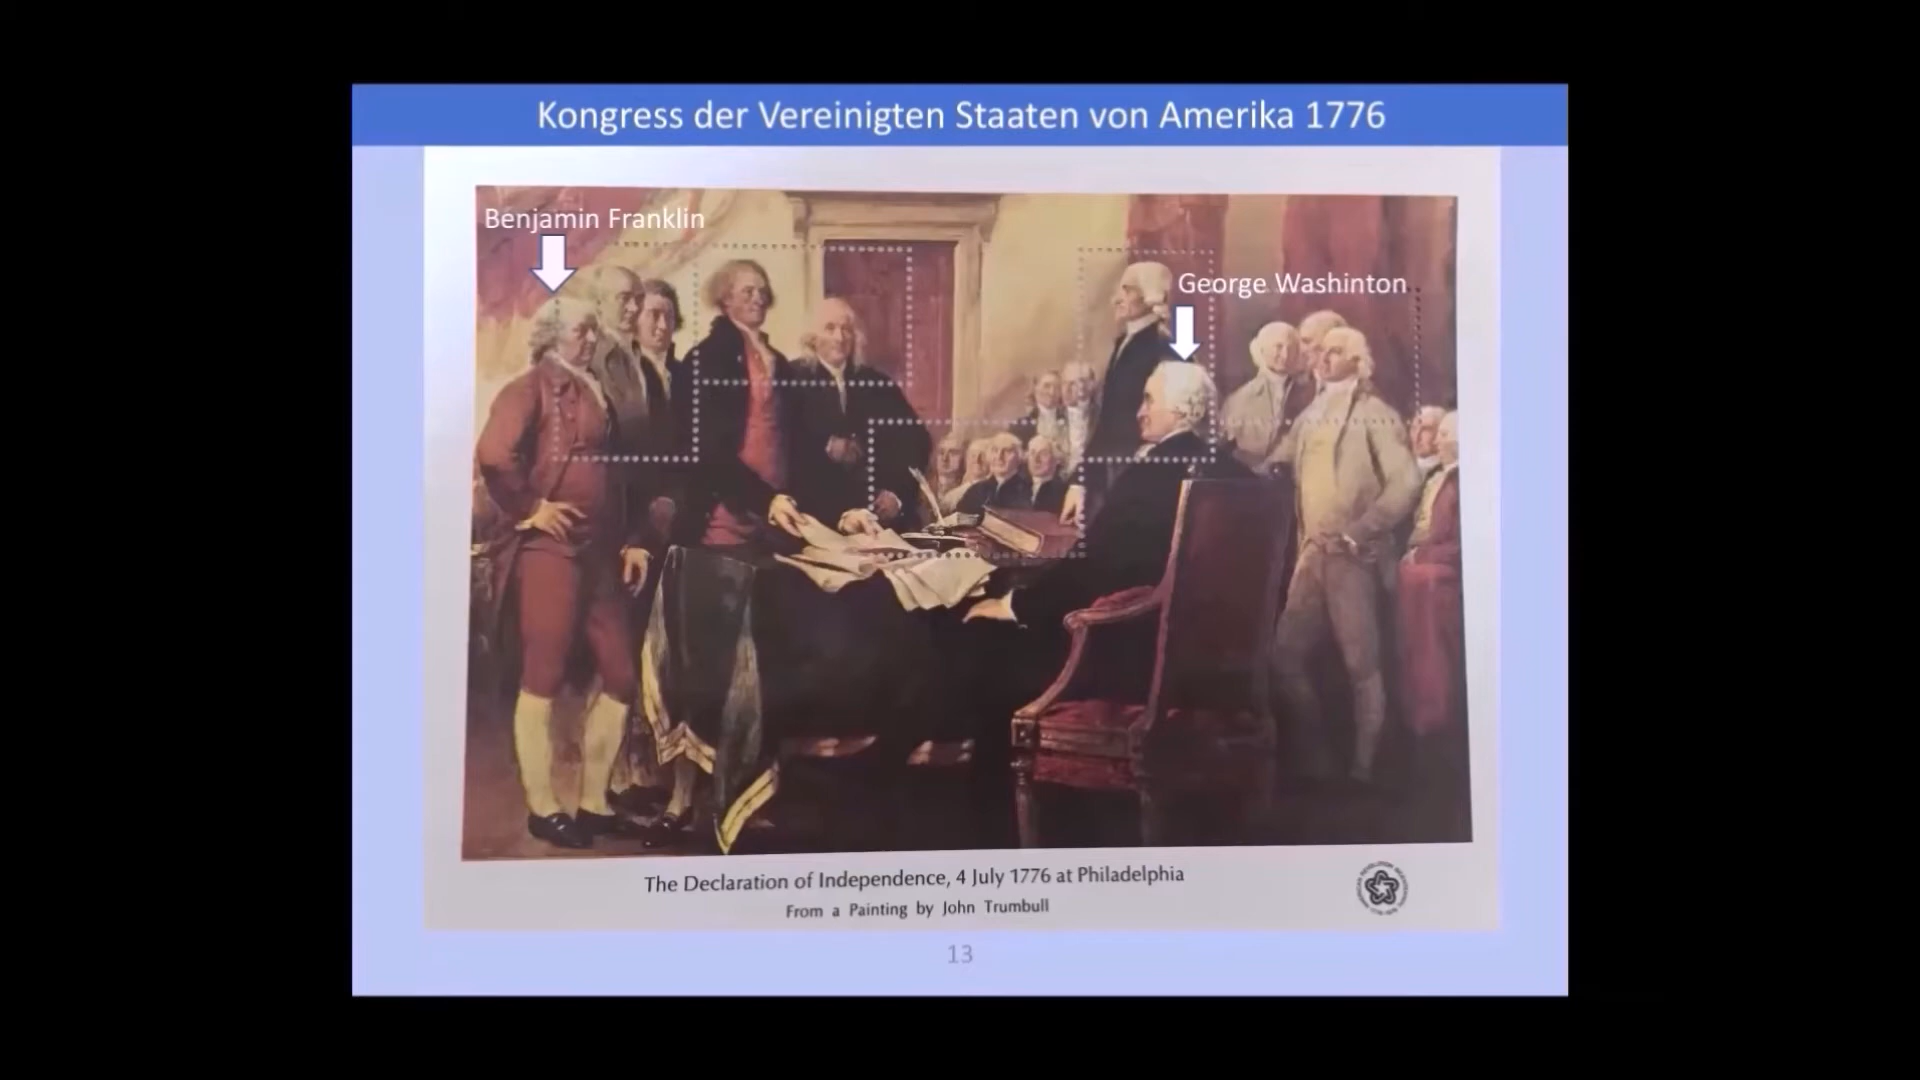 Kongress der Vereinigten Staaten von Amerika 1776
Benjamin Franklin
George Washinton
The Declaration of Independence, 4 July 1776 at Philadelphia
From a Painting by John Trumbull
13